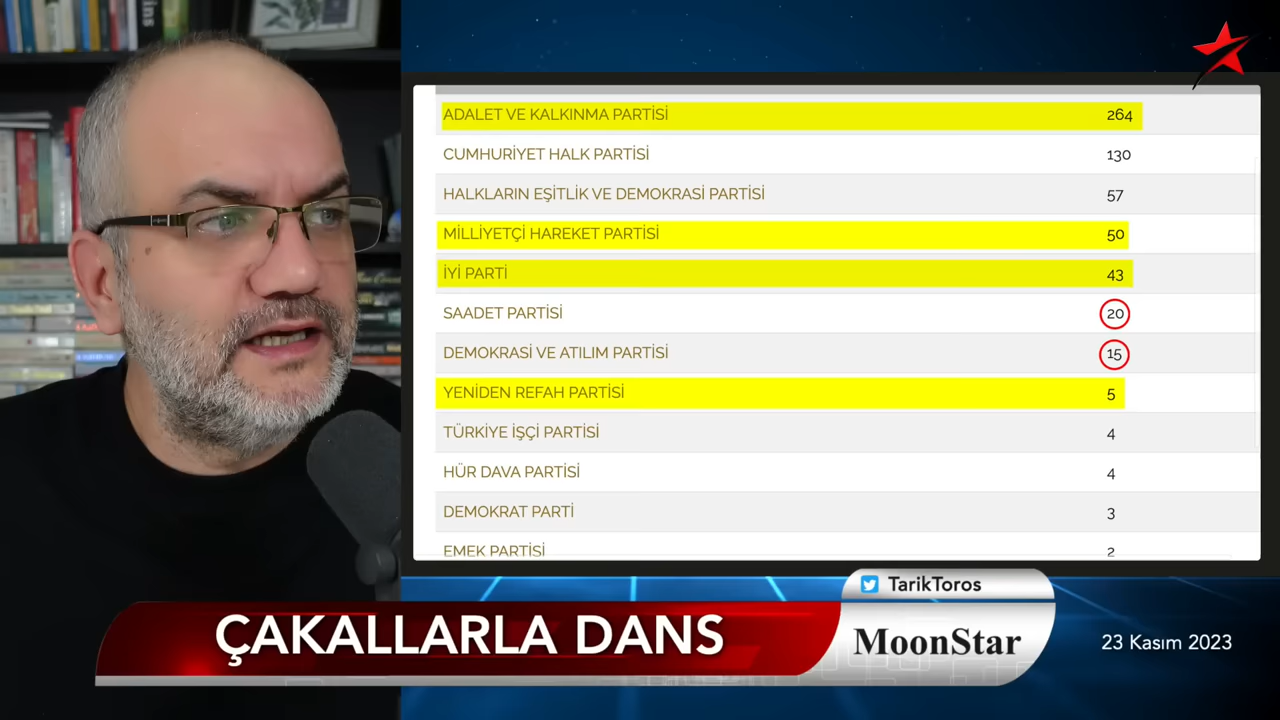 ins
ADALET VE KALKINMA PARTİSİ 264
CUMHURİYET HALK PARTİSİ 130
HALKLARIN EŞİTLİK VE DEMOKRASİ PARTİSİ 57
MİLLİYETÇİ HAREKET PARTİSİ 50
İYİ PARTİ 43
SAADET PARTİSİ 20
DEMOKRASİ VE ATILIM PARTİSİ 15
YENİDEN REFAH PARTİSİ 5
TÜRKİYE İŞÇİ PARTİSİ 4
HÜR DAVA PARTİSİ 4
DEMOKRAT PARTİ 3
EMEK PARTİSİ 2
TarikToros
ÇAKALLARLA DANS
MoonStar
23 Kasım 2023